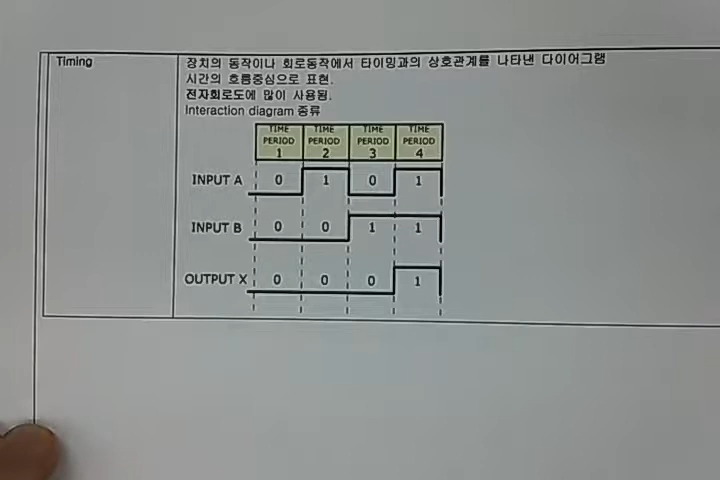 Timing
장치의 동작이나 회로동작에서 타이밍과의 상호관계를 나타낸 다이어그램
시간의 흐름중심으로 표현.
전자회로도에 많이 사용됨.
Interaction diagram 종류
TIME PERIOD 1 TIME PERIOD 2 TIME PERIOD 3 TIME PERIOD 4
INPUT A 0 1 0 1
INPUT B 0 0 1 1
OUTPUT X 0 0 0 1